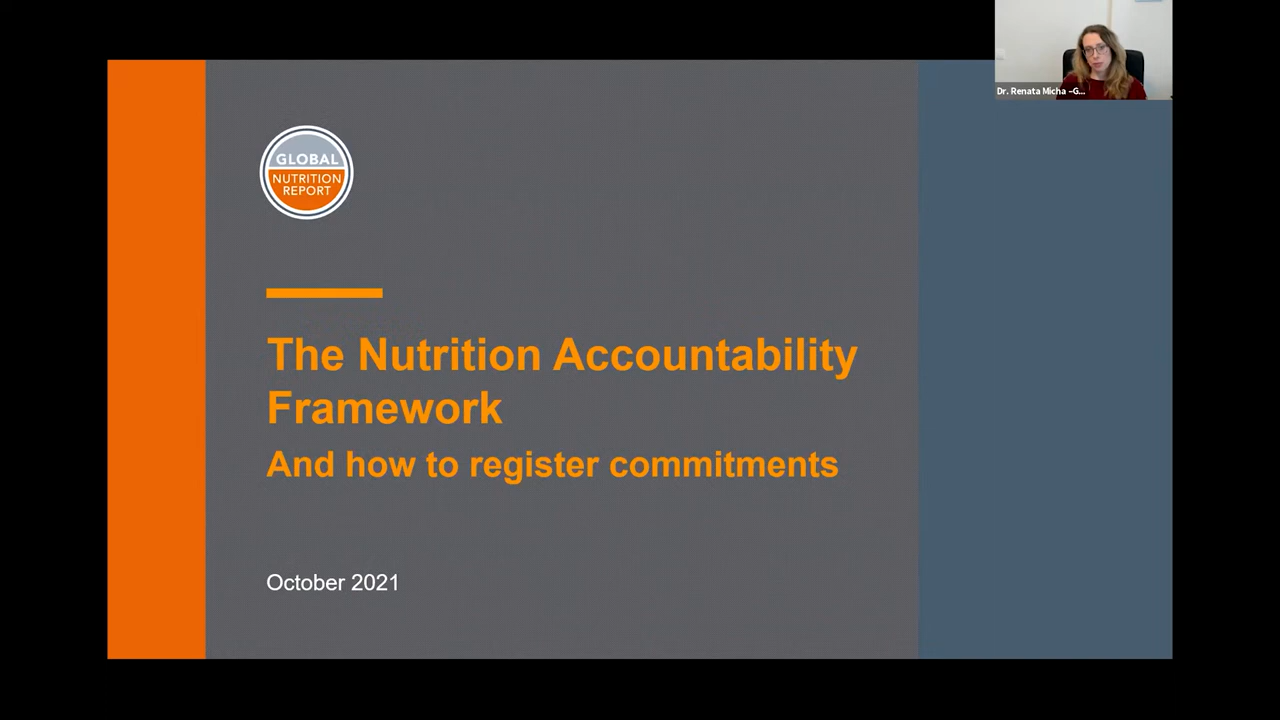 Dr. Renata Micha –G...
GLOBAL
NUTRITION
REPORT
The Nutrition Accountability
Framework
And how to register commitments
October 2021